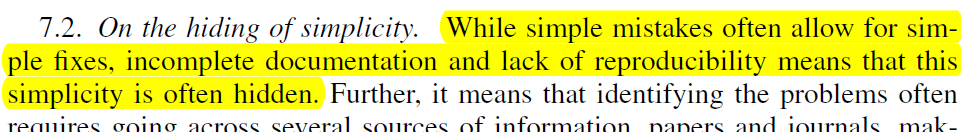 7.2. On the hiding of simplicity. While simple mistakes often allow for sim-
ple fixes, incomplete documentation and lack of reproducibility means that this
simplicity is often hidden. Further, it means that identifying the problems often
requires going across several sources of information, papers and journals, mak-